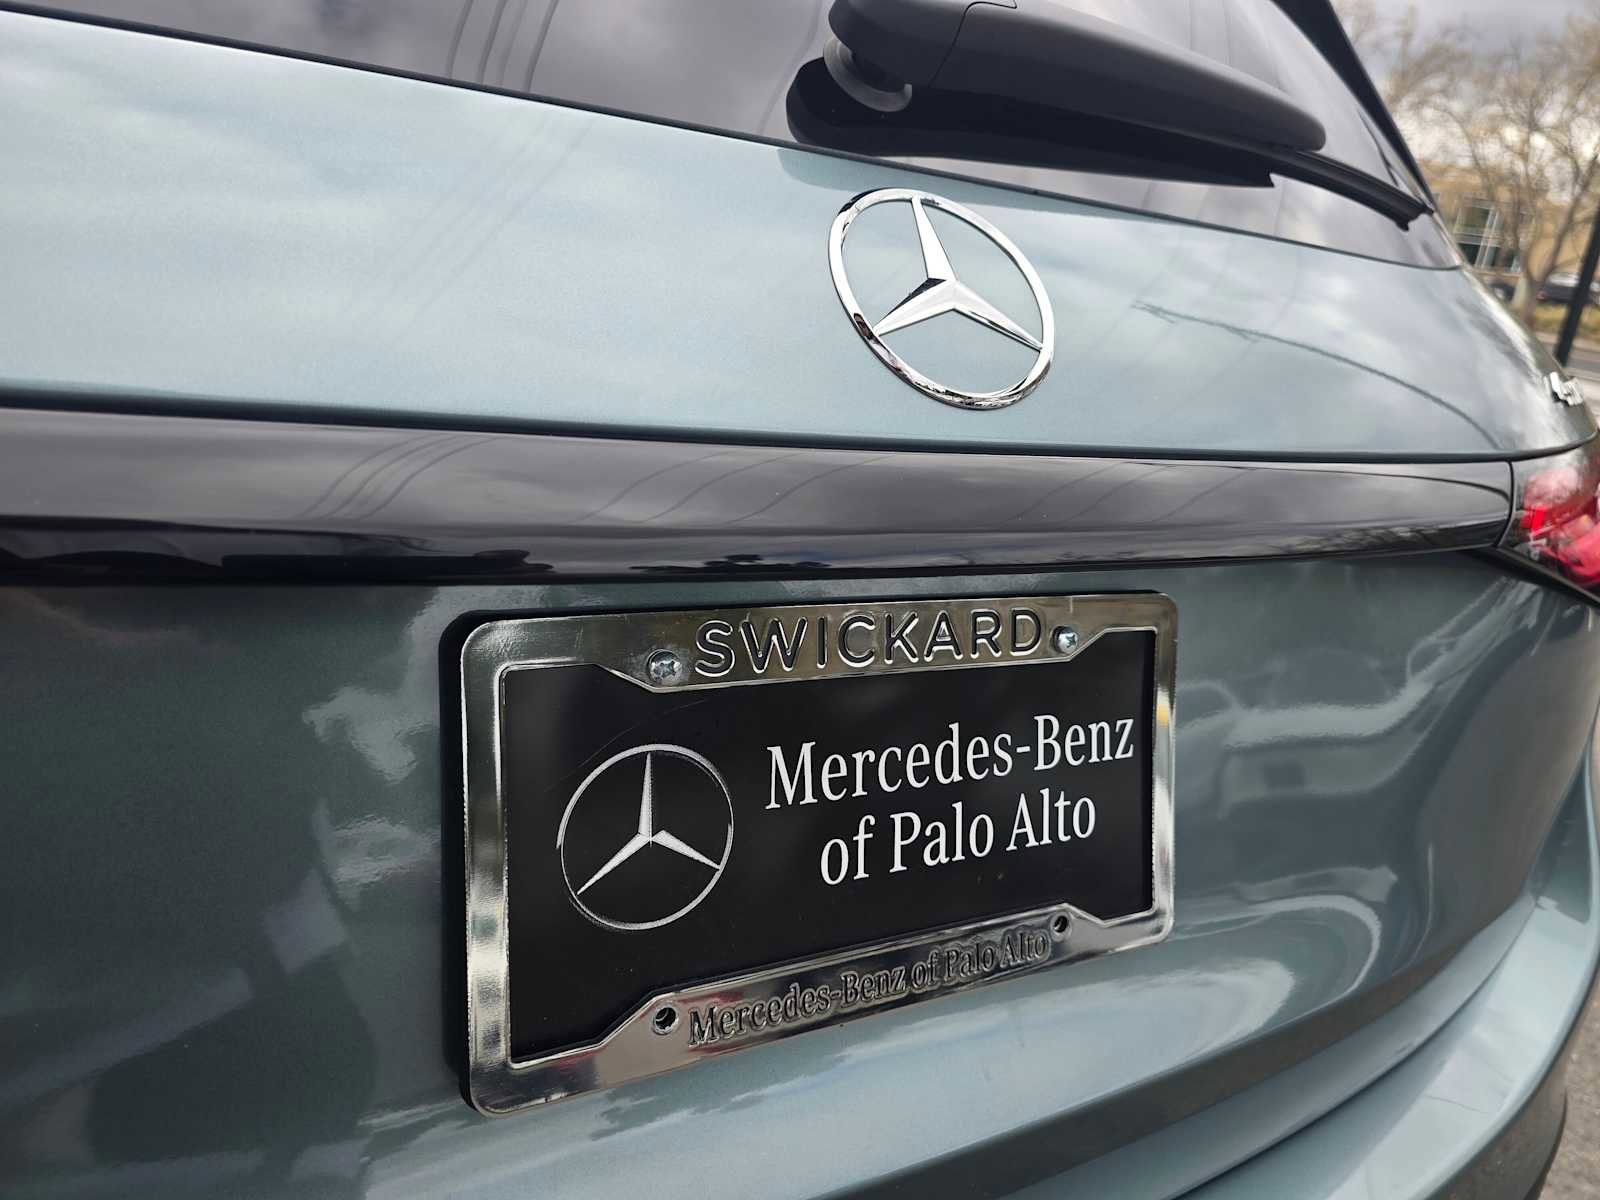 SWICKARD
Mercedes-Benz
of Palo Alto
Mercedes-Benz of Palo Alto